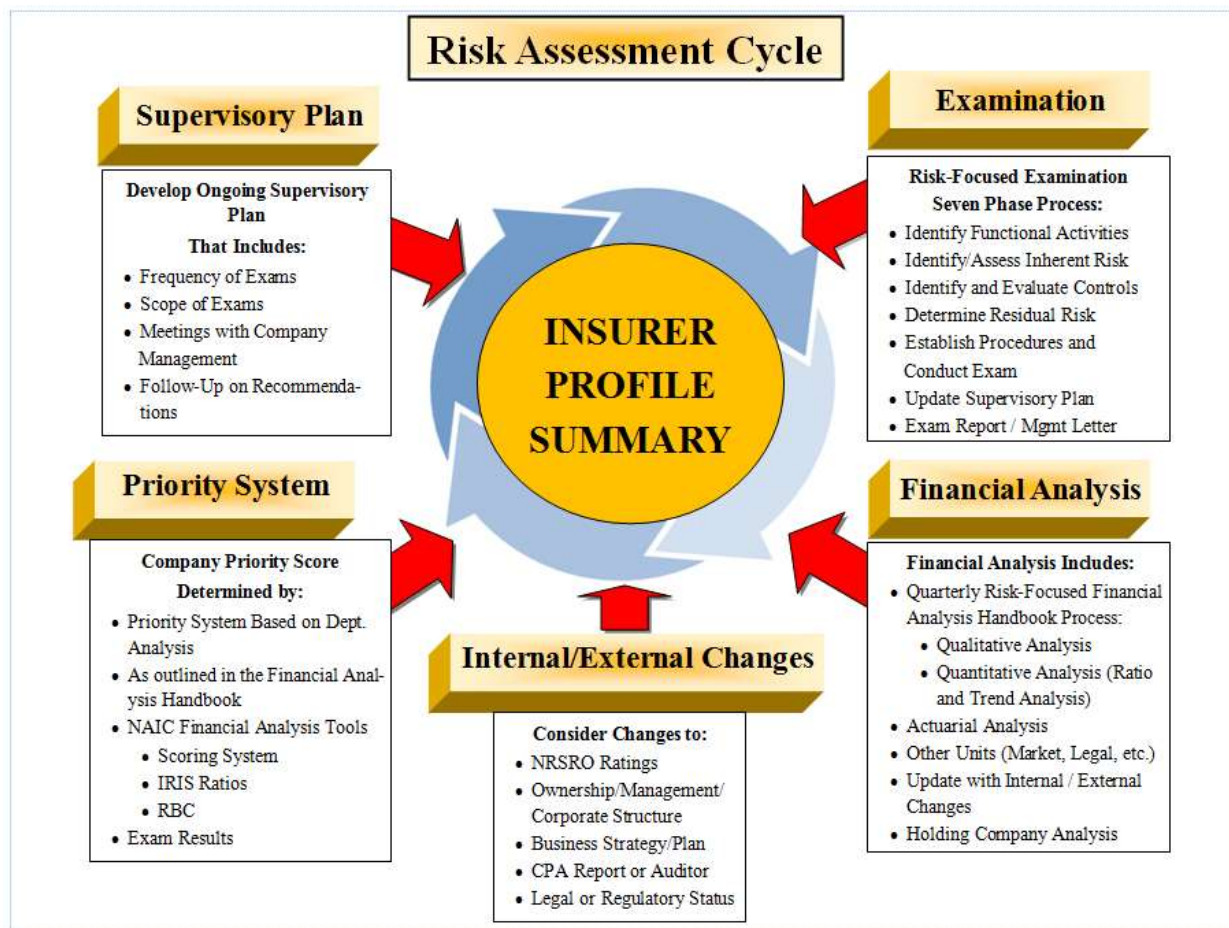 Risk Assessment Cycle
Supervisory Plan
Develop Ongoing Supervisory
Plan
That Includes:
• Frequency of Exams
• Scope of Exams
• Meetings with Company
Management
• Follow-Up on Recommenda-
tions
Examination
Risk-Focused Examination
Seven Phase Process:
• Identify Functional Activities
• Identify/Assess Inherent Risk
• Identify and Evaluate Controls
• Determine Residual Risk
• Establish Procedures and
Conduct Exam
• Update Supervisory Plan
• Exam Report / Mgmt Letter
INSURER
PROFILE
SUMMARY
Priority System
Company Priority Score
Determined by:
• Priority System Based on Dept.
Analysis
• As outlined in the Financial Anal-
ysis Handbook
• NAIC Financial Analysis Tools
• Scoring System
• IRIS Ratios
• RBC
• Exam Results
Internal/External Changes
Consider Changes to:
• NRSRO Ratings
• Ownership/Management/
Corporate Structure
• Business Strategy/Plan
• CPA Report or Auditor
• Legal or Regulatory Status
Financial Analysis
Financial Analysis Includes:
• Quarterly Risk-Focused Financial
Analysis Handbook Process:
• Qualitative Analysis
• Quantitative Analysis (Ratio
and Trend Analysis)
• Actuarial Analysis
• Other Units (Market, Legal, etc.)
• Update with Internal / External
Changes
• Holding Company Analysis